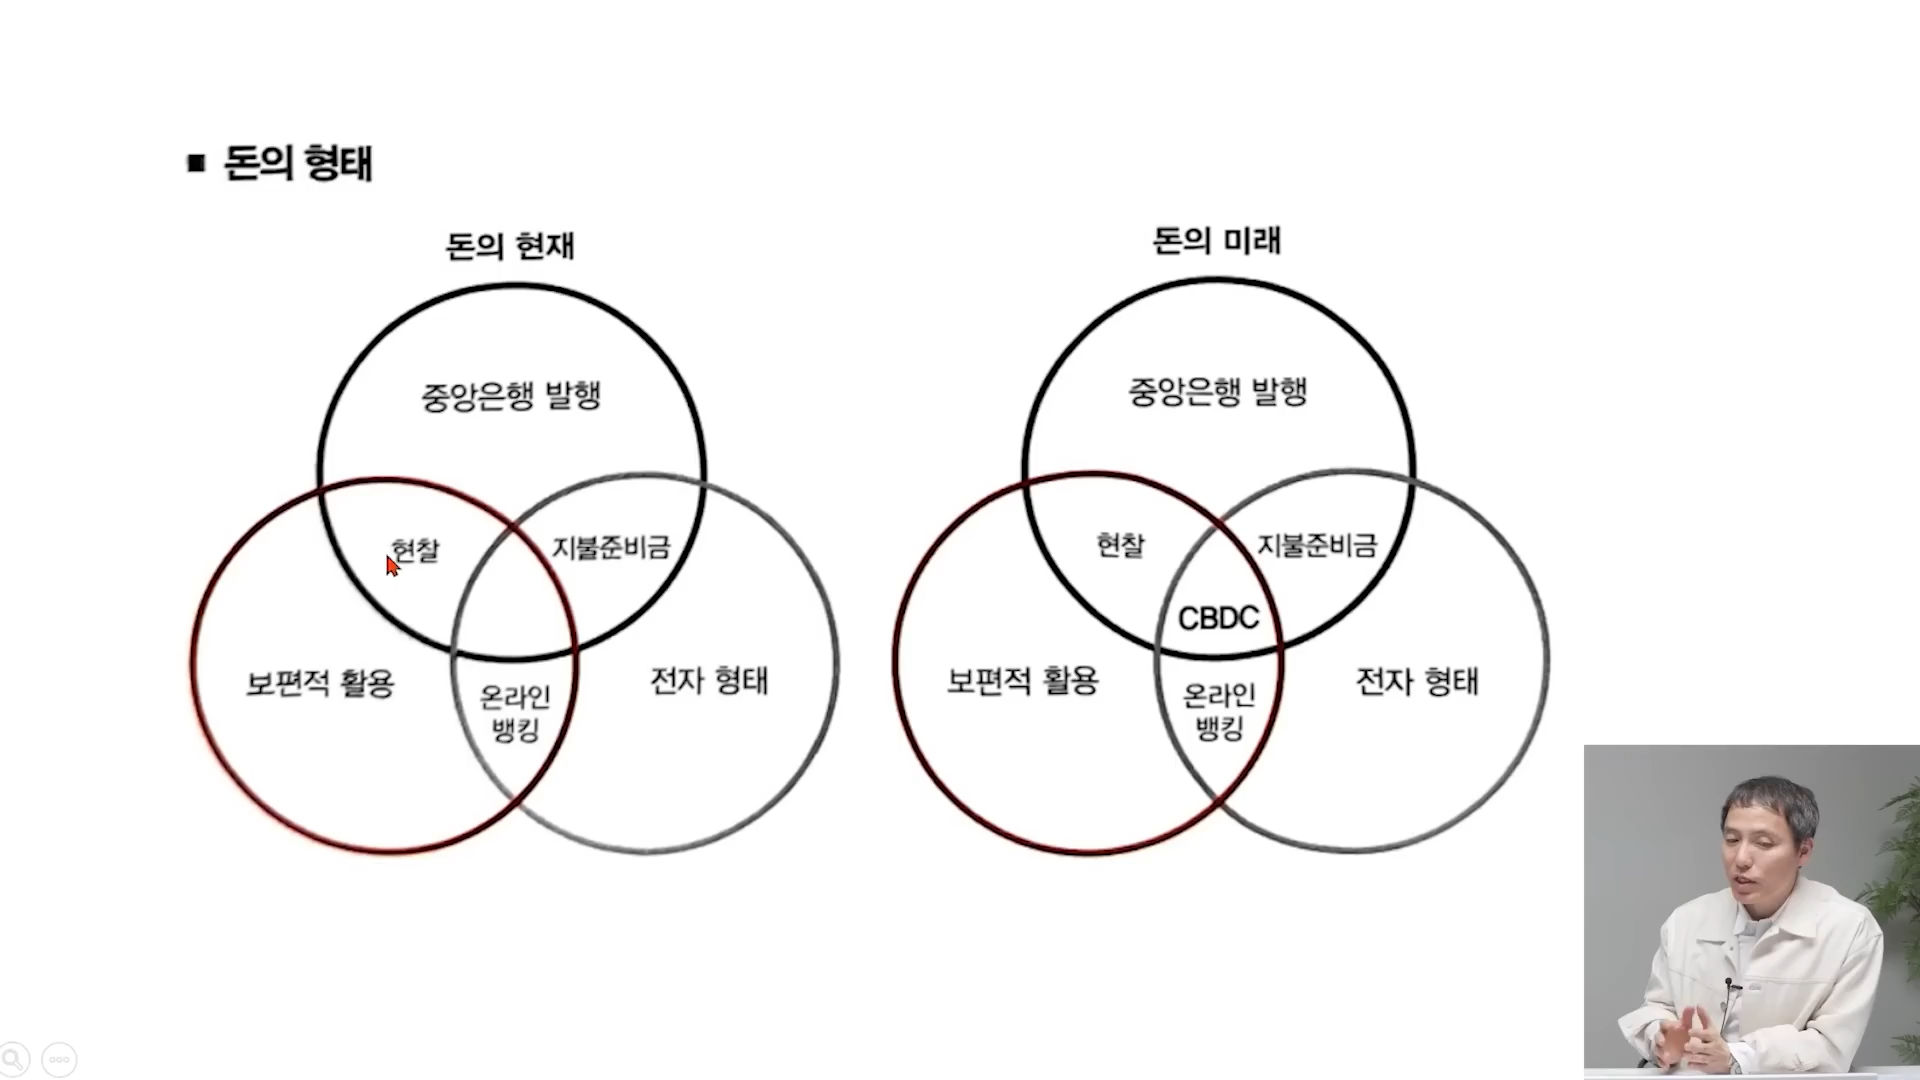 ■ 돈의 형태
돈의 현재
중앙은행 발행
현찰
지불준비금
보편적 활용
온라인
뱅킹
전자 형태
돈의 미래
중앙은행 발행
현찰
지불준비금
CBDC
보편적 활용
온라인
뱅킹
전자 형태